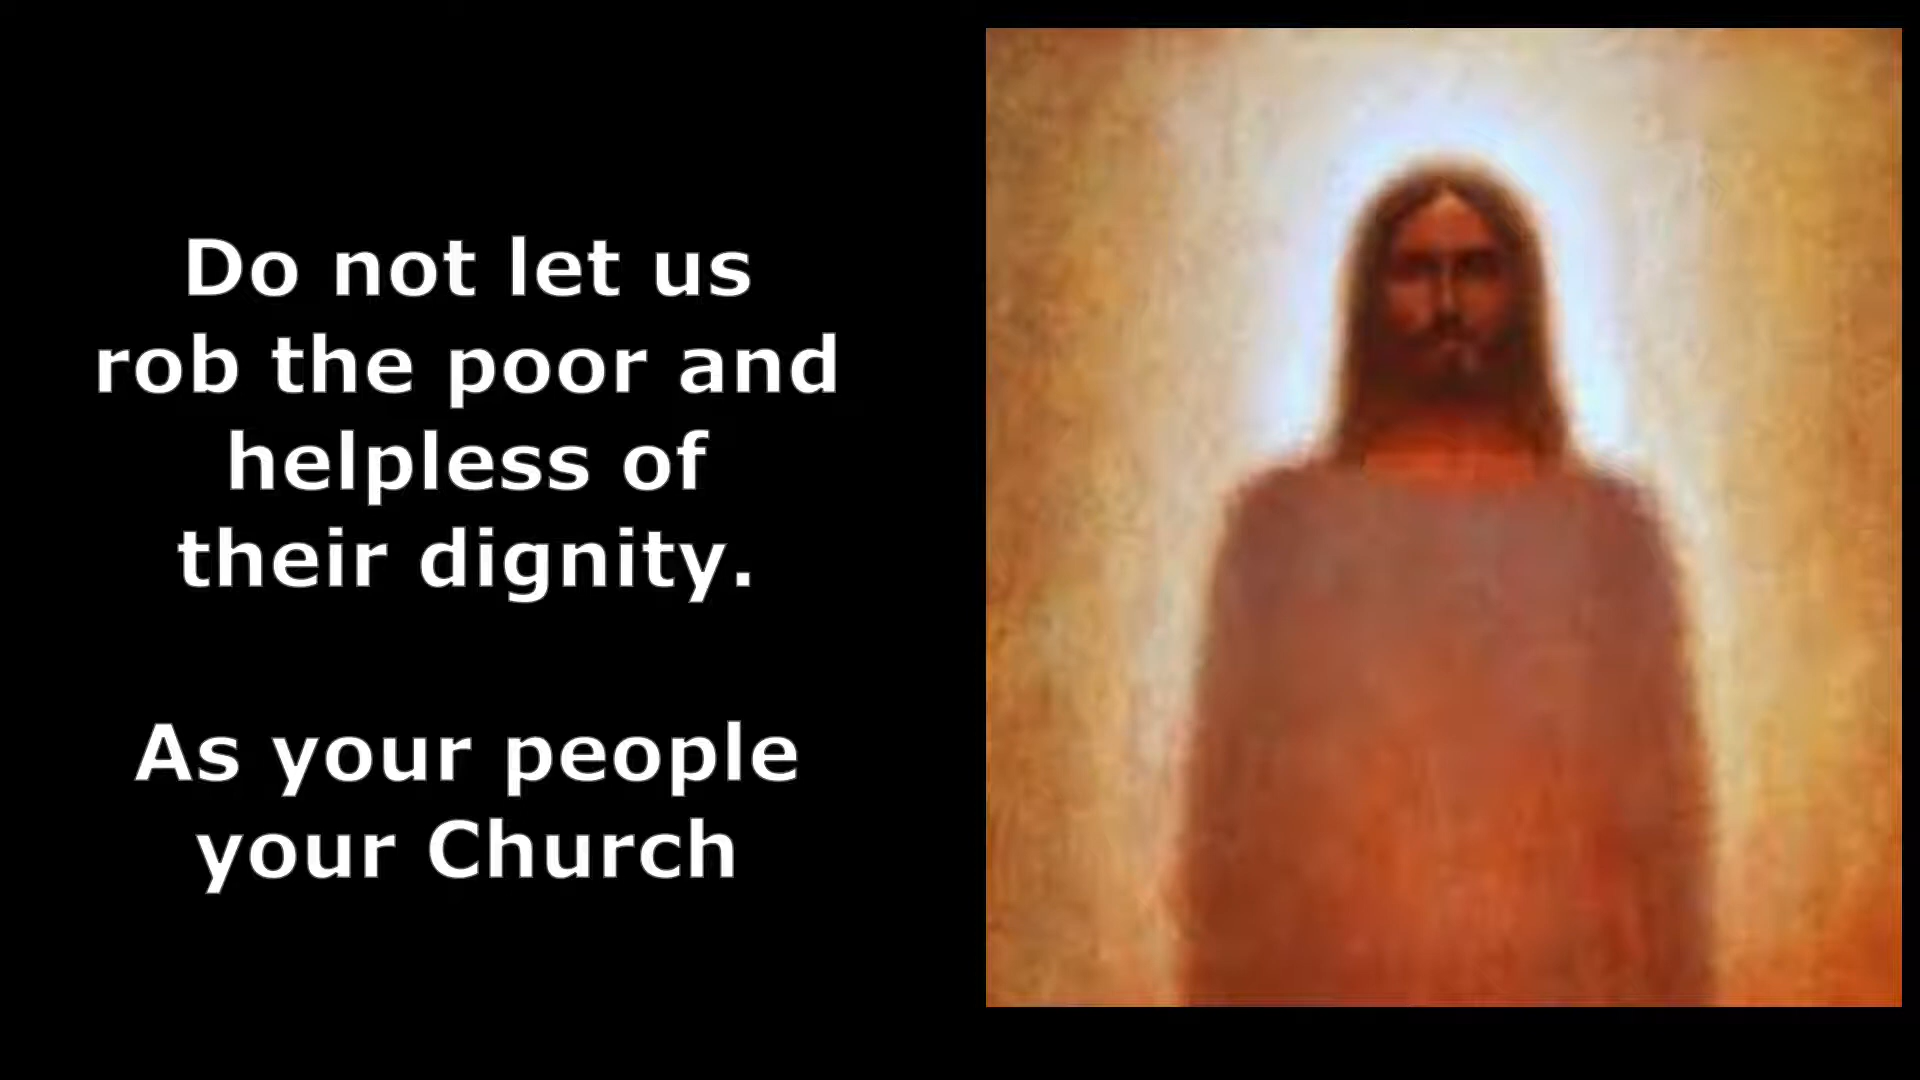 Do not let us
rob the poor and
helpless of
their dignity.
As your people
your Church